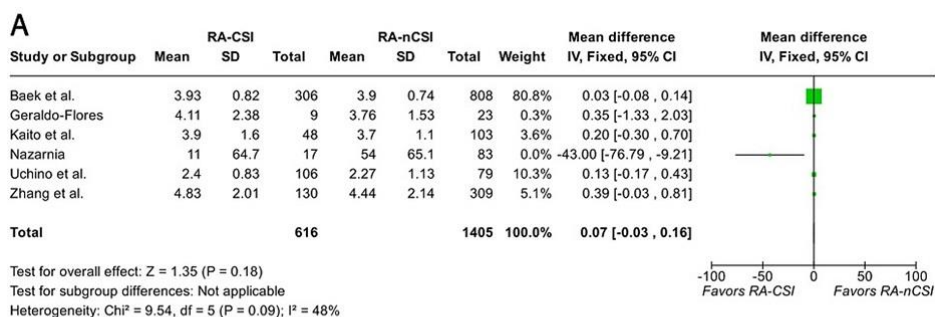 A
RA-CSI RA-nCSI Mean difference Mean difference
Study or Subgroup Mean SD Total Mean SD Total Weight IV, Fixed, 95% CI IV, Fixed, 95% CI
Baek et al. 3.93 0.82 306 3.9 0.74 808 80.8% 0.03 [-0.08 , 0.14]
Geraldo-Flores 4.11 2.38 9 3.76 1.53 23 0.3% 0.35 [-1.33 , 2.03]
Kaito et al. 3.9 1.6 48 3.7 1.1 103 3.6% 0.20 [-0.30 , 0.70]
Nazarnia 11 64.7 17 54 65.1 83 0.0% -43.00 [-76.79 , -9.21]
Uchino et al. 2.4 0.83 106 2.27 1.13 79 10.3% 0.13 [-0.17 , 0.43]
Zhang et al. 4.83 2.01 130 4.44 2.14 309 5.1% 0.39 [-0.03 , 0.81]
Total 616 1405 100.0% 0.07 [-0.03 , 0.16]
Test for overall effect: Z = 1.35 (P = 0.18)
Test for subgroup differences: Not applicable
Heterogeneity: Chi² = 9.54, df = 5 (P = 0.09); I² = 48%
-100 -50 0 50 100
Favors RA-CSI Favors RA-nCSI